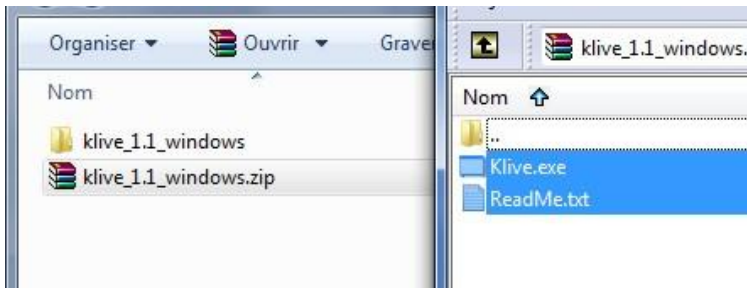 Organiser Ouvrir
Nom
klive_1.1_windows
klive_1.1_windows.zip
klive_1.1_windows.
Nom
..
Klive.exe
ReadMe.txt